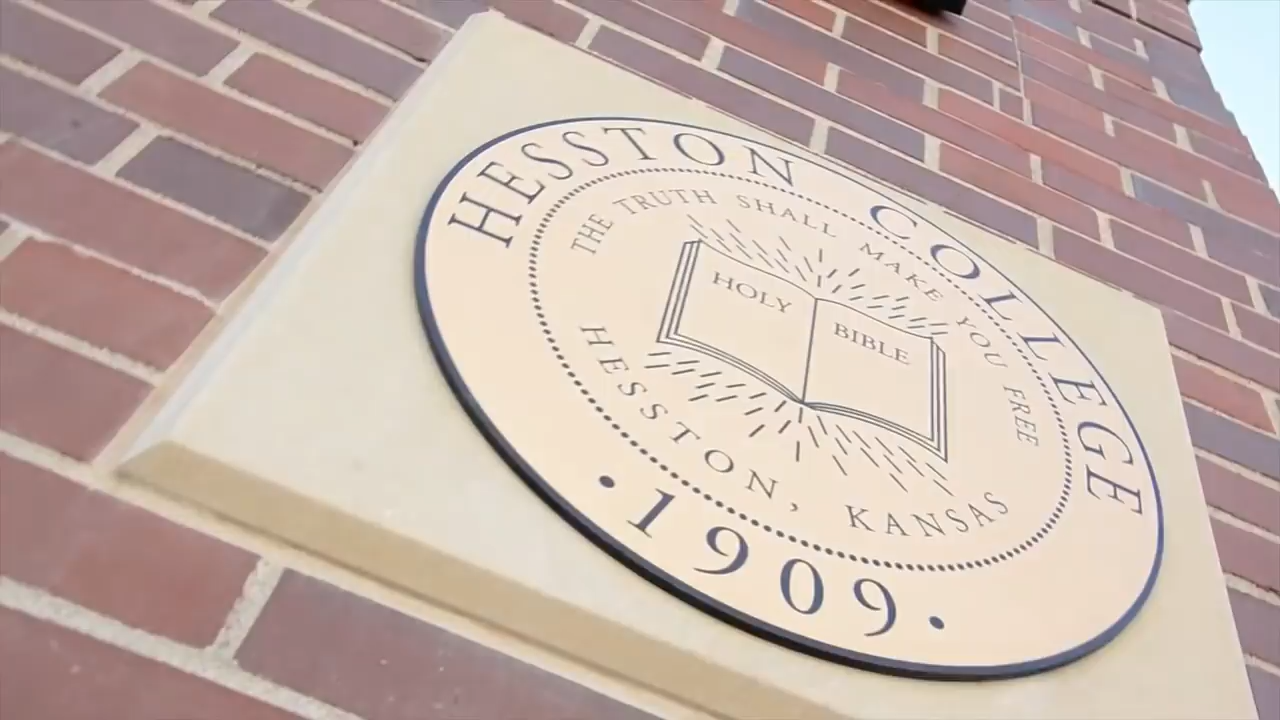 HESSTON COLLEGE
THE TRUTH SHALL MAKE YOU FREE
HOLY BIBLE
HESSTON, KANSAS
• 1909 •